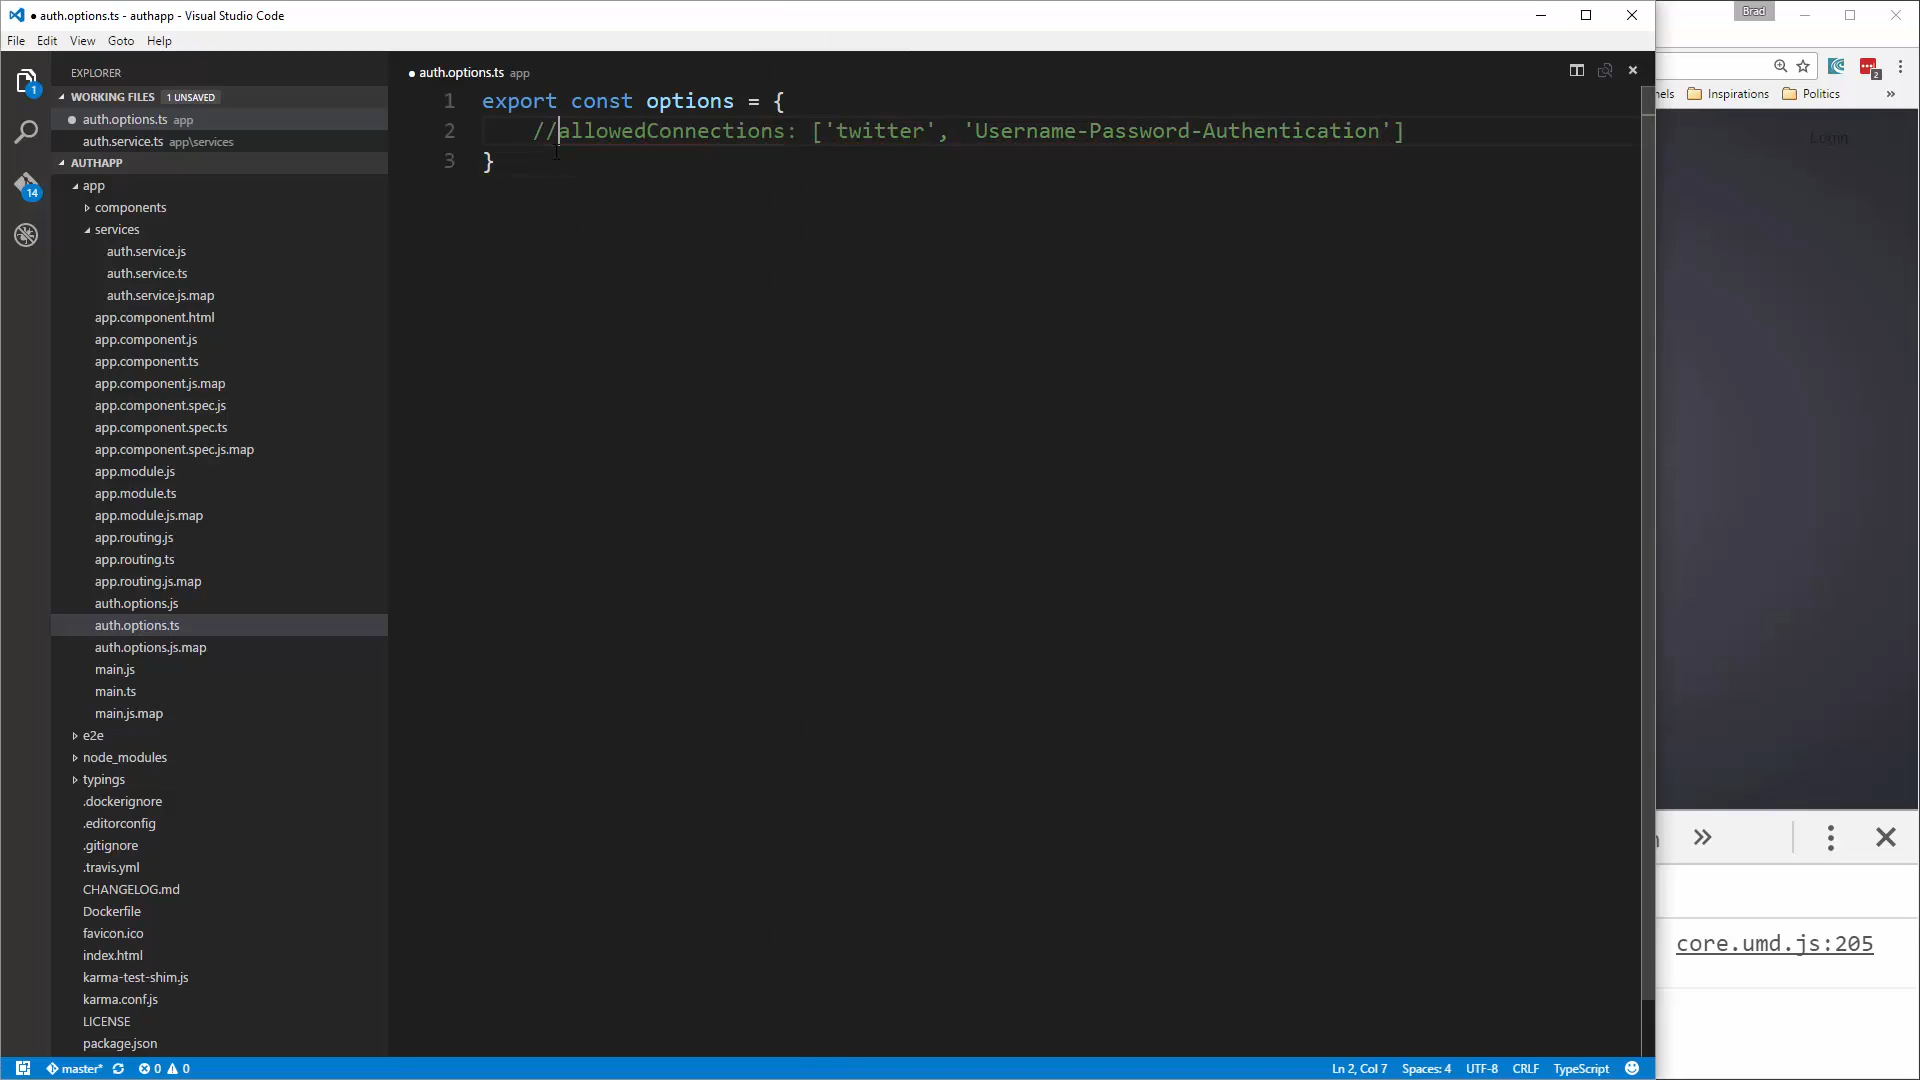 ● auth.options.ts - authapp - Visual Studio Code
Brad
File Edit View Goto Help
EXPLORER
● auth.options.ts app
WORKING FILES 1 UNSAVED
● auth.options.ts app
auth.service.ts app\services
AUTHAPP
app
components
services
auth.service.js
auth.service.ts
auth.service.js.map
app.component.html
app.component.js
app.component.ts
app.component.js.map
app.component.spec.js
app.component.spec.ts
app.component.spec.js.map
app.module.js
app.module.ts
app.module.js.map
app.routing.js
app.routing.ts
app.routing.js.map
auth.options.js
auth.options.ts
auth.options.js.map
main.js
main.ts
main.js.map
e2e
node_modules
typings
.dockerignore
.editorconfig
.gitignore
.travis.yml
CHANGELOG.md
Dockerfile
favicon.ico
index.html
karma-test-shim.js
karma.conf.js
LICENSE
package.json
1
14
1 export const options = {
2 //allowedConnections: ['twitter', 'Username-Password-Authentication']
3 }
2
Inspirations Politics »
Login
core.umd.js:205
master* 0 0 Ln 2, Col 7 Spaces: 4 UTF-8 CRLF TypeScript